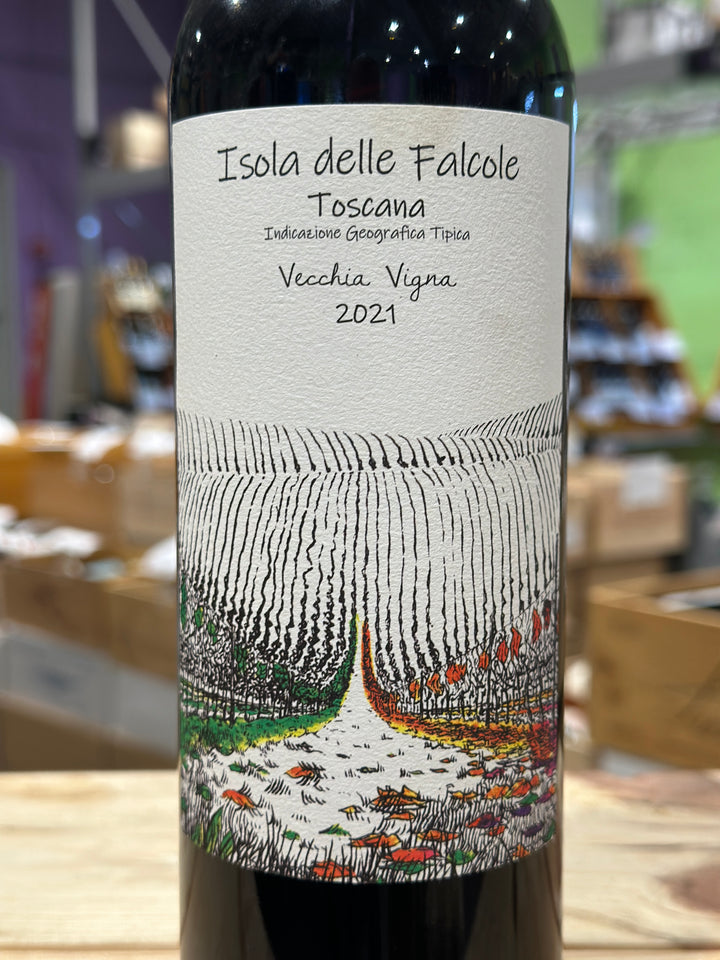 Isola delle Falcole
Toscana
Indicazione Geografica Tipica
Vecchia Vigna
2021